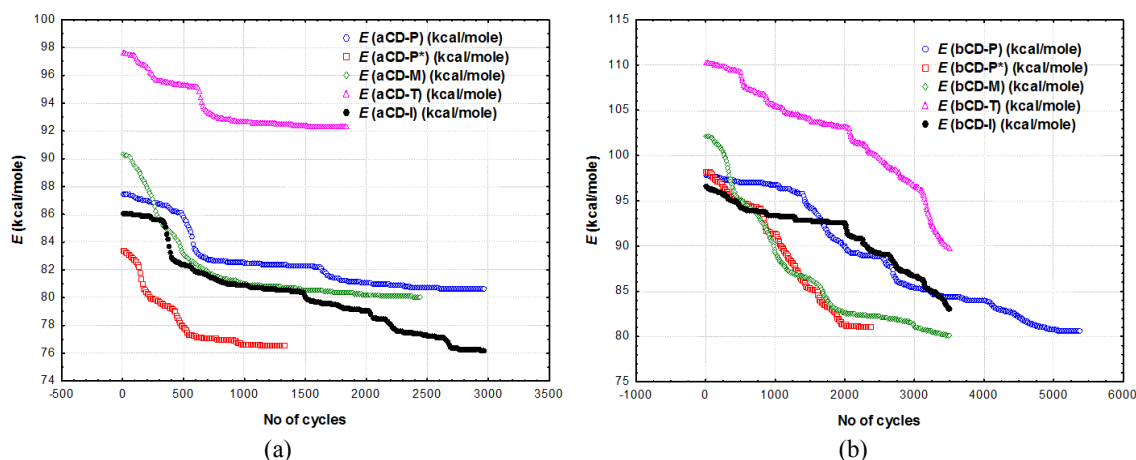 E (aCD-P) (kcal/mole)
E (aCD-P*) (kcal/mole)
E (aCD-M) (kcal/mole)
E (aCD-T) (kcal/mole)
E (aCD-I) (kcal/mole)
98
96
94
92
90
88
86
84
82
80
78
76
74
E (kcal/mole)
-500 0 500 1000 1500 2000 2500 3000 3500
No of cycles
(a)
E (bCD-P) (kcal/mole)
E (bCD-P*) (kcal/mole)
E (bCD-M) (kcal/mole)
E (bCD-T) (kcal/mole)
E (bCD-I) (kcal/mole)
115
110
105
100
95
90
85
80
75
E (kcal/mole)
-1000 0 1000 2000 3000 4000 5000 6000
No of cycles
(b)